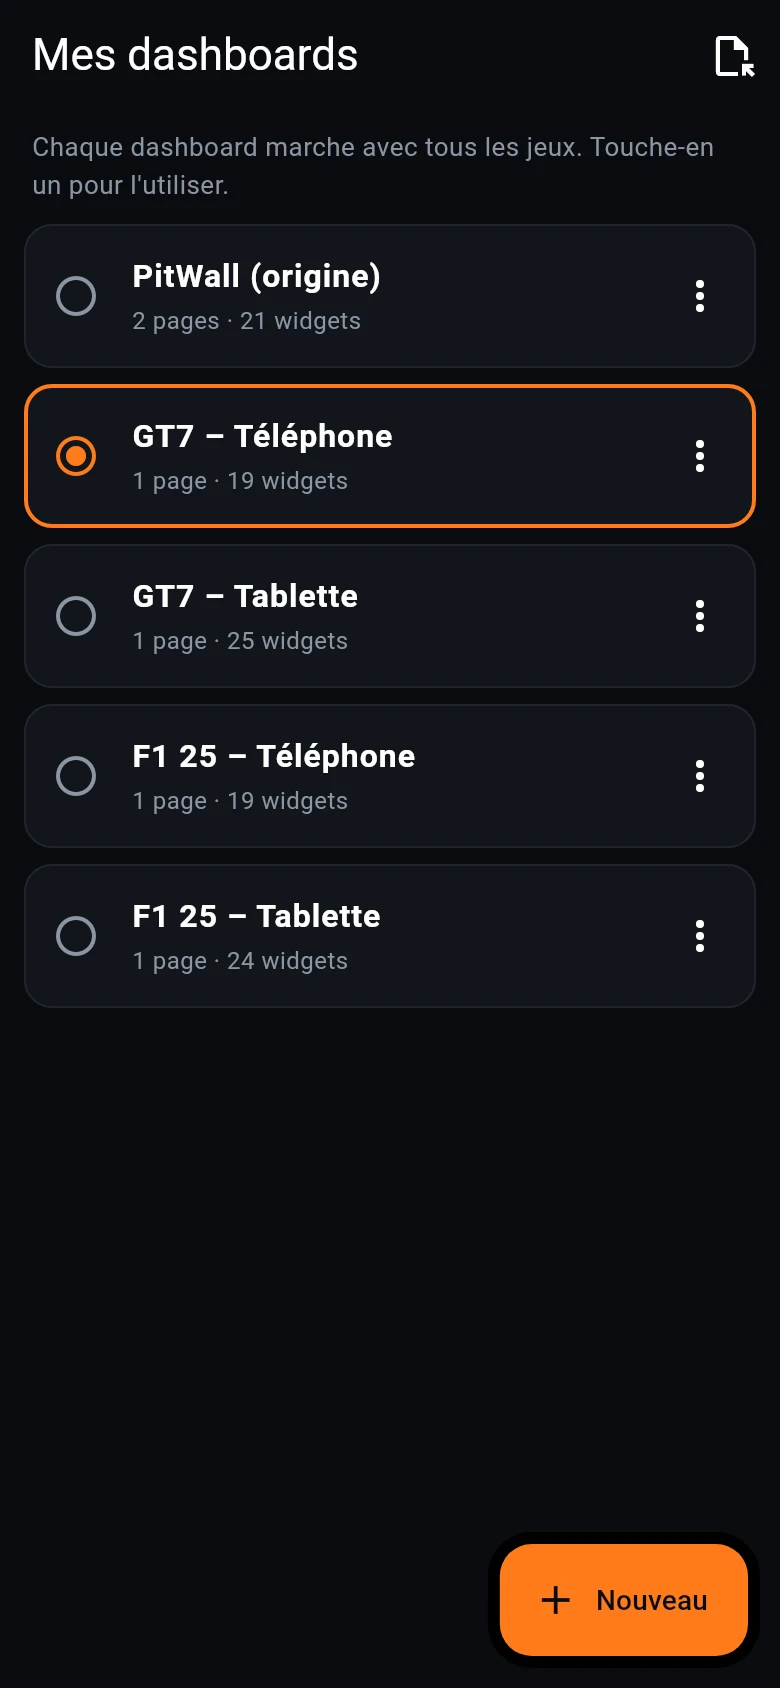 Mes dashboards
Chaque dashboard marche avec tous les jeux. Touche-en
un pour l'utiliser.
PitWall (origine)
2 pages · 21 widgets
GT7 – Téléphone
1 page · 19 widgets
GT7 – Tablette
1 page · 25 widgets
F1 25 – Téléphone
1 page · 19 widgets
F1 25 – Tablette
1 page · 24 widgets
Nouveau